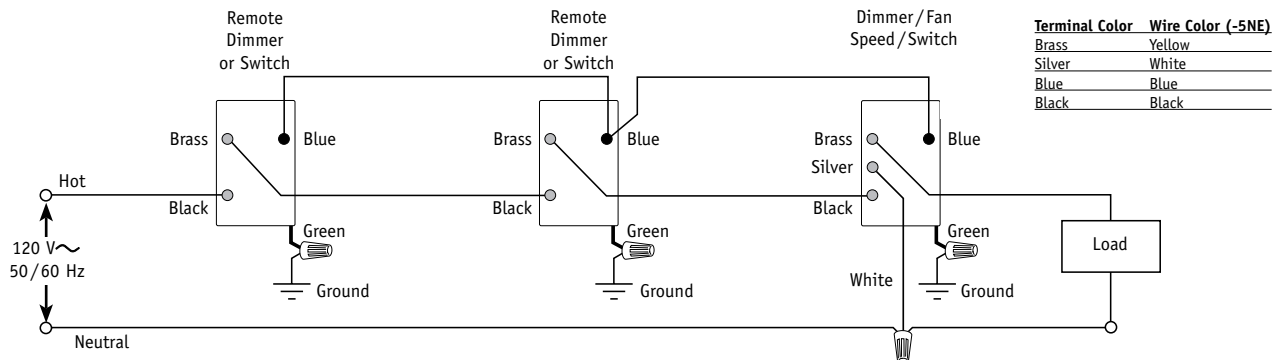 Remote
Dimmer
or Switch
Remote
Dimmer
or Switch
Dimmer/Fan
Speed/Switch
Terminal Color Wire Color (-5NE)
Brass Yellow
Silver White
Blue Blue
Black Black
Brass
Blue
Brass
Blue
Brass
Blue
Silver
Hot
Black
Black
Black
Green
Green
Green
120 V
50/60 Hz
Load
Ground
Ground
White
Ground
Neutral